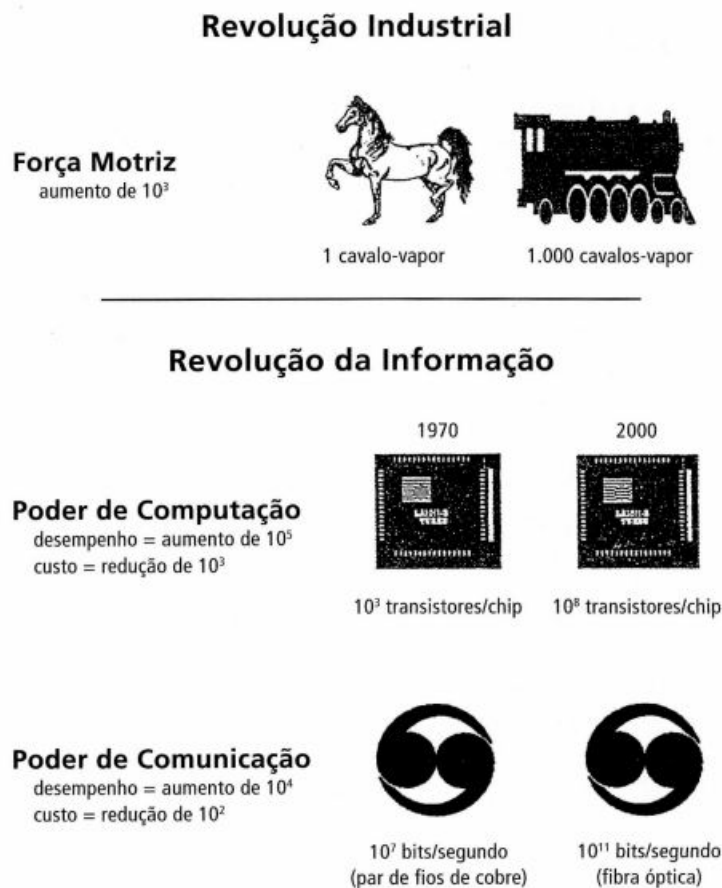 Revolução Industrial
Força Motriz
aumento de 10³
1 cavalo-vapor
1.000 cavalos-vapor
Revolução da Informação
1970
2000
Poder de Computação
desempenho = aumento de 10⁵
custo = redução de 10³
10³ transistores/chip
10⁸ transistores/chip
Poder de Comunicação
desempenho = aumento de 10⁴
custo = redução de 10²
10⁷ bits/segundo
(par de fios de cobre)
10¹¹ bits/segundo
(fibra óptica)